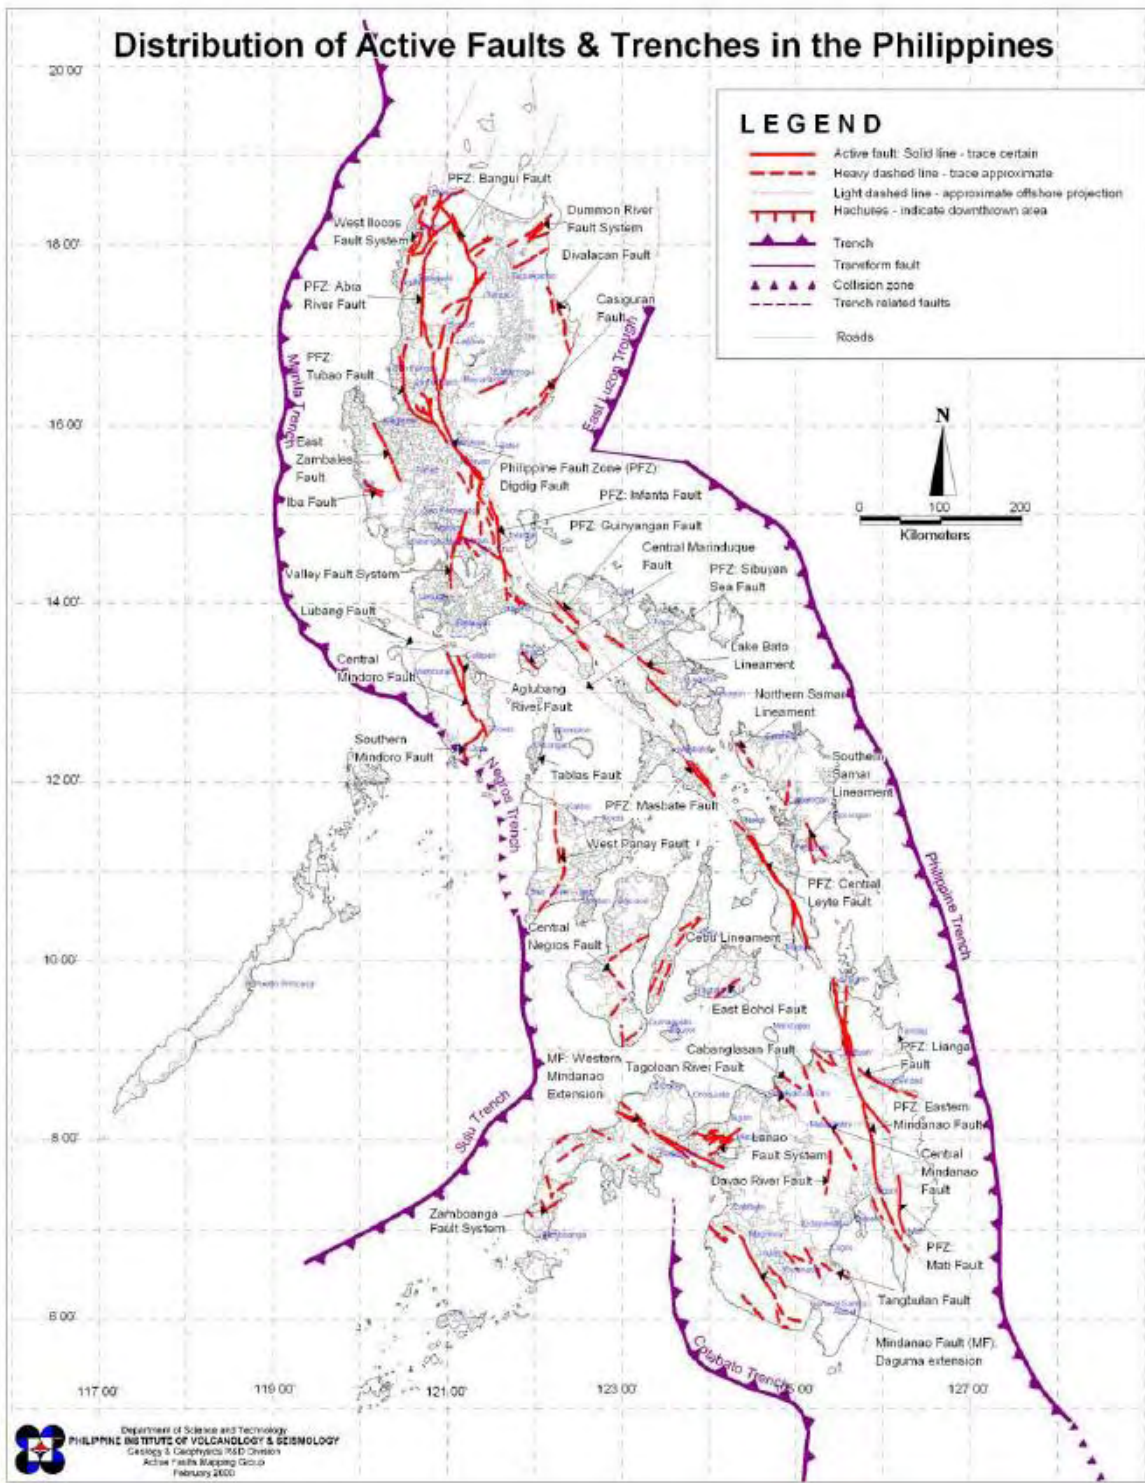 Distribution of Active Faults & Trenches in the Philippines
20 00'
18 00'
16 00'
14 00'
12 00'
10 00'
8 00'
6 00'
117 00'
119 00'
121 00'
123 00'
127 00'
LEGEND
Active fault: Solid line - trace certain
Heavy dashed line - trace approximate
Light dashed line - approximate offshore projection
Hachures - indicate downthrown area
Trench
Transform fault
Collision zone
Trench related faults
Roads
N
0 100 200
Kilometers
PFZ: Bangui Fault
West Ilocos
Fault System
Dummon River
Fault System
Divalacan Fault
PFZ: Abra
River Fault
Casiguran
Fault
PFZ:
Tubao Fault
Manila Trench
East Luzon Trough
East
Zambales
Fault
Iba Fault
Philippine Fault Zone (PFZ):
Digdig Fault
PFZ: Infanta Fault
PFZ: Guinyangan Fault
Central Marinduque
Fault
PFZ: Sibuyan
Sea Fault
Valley Fault System
Lubang Fault
Central
Mindoro Fault
Aglubang
River Fault
Lake Bato
Lineament
Northern Samar
Lineament
Southern
Mindoro Fault
Negros Trench
Tablas Fault
Southern
Samar
Lineament
PFZ: Masbate Fault
West Panay Fault
PFZ: Central
Leyte Fault
Philippine Trench
Central
Negros Fault
Cebu Lineament
Puerto Princesa
East Bohol Fault
MF: Western
Mindanao
Extension
Cabanglasan Fault
Tagoloan River Fault
PFZ: Lianga
Fault
Sulu Trench
PFZ: Eastern
Mindanao Fault
Lanao
Fault System
Central
Mindanao
Fault
Davao River Fault
Zamboanga
Fault System
PFZ:
Mati Fault
Tangbulan Fault
Mindanao Fault (MF):
Daguma extension
Cotobato Trench
Department of Science and Technology
PHILIPPINE INSTITUTE OF VOLCANOLOGY & SEISMOLOGY
Geology & Geophysics R&D Division
Active Faults Mapping Group
February 2000